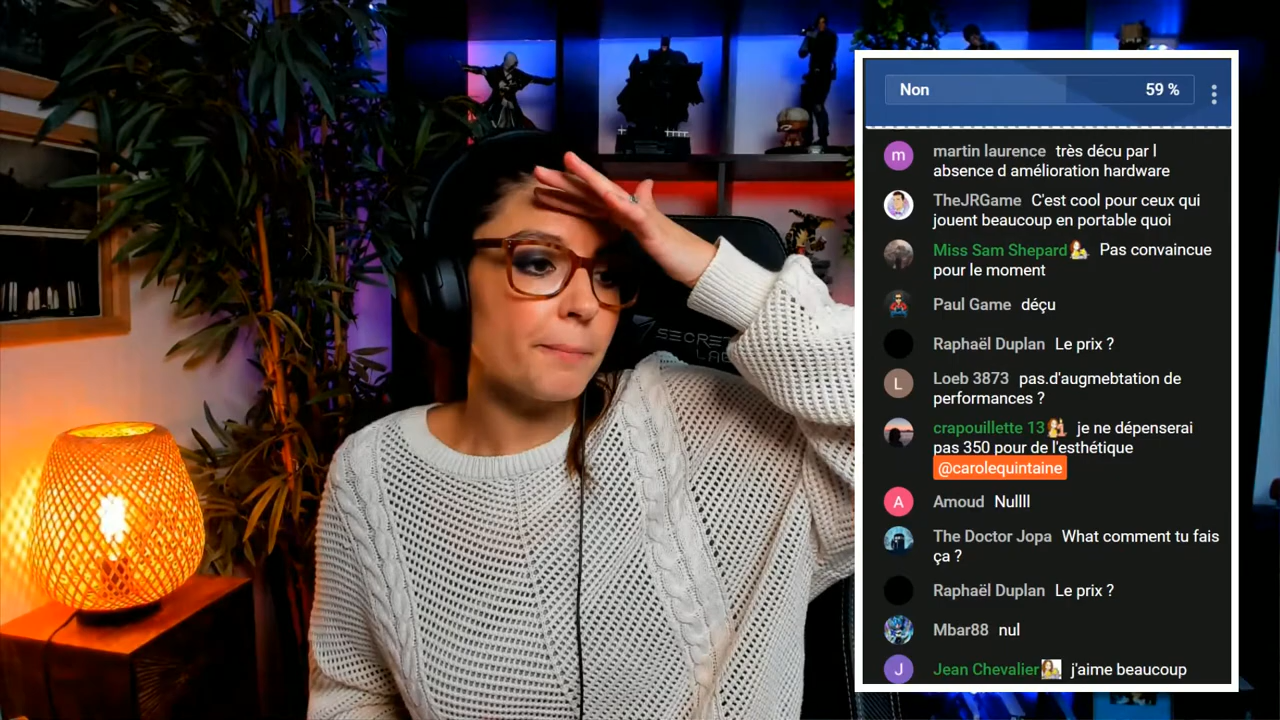 Non 59 %
martin laurence très décu par l
absence d amélioration hardware
TheJRGame C'est cool pour ceux qui
jouent beaucoup en portable quoi
Miss Sam Shepard Pas convaincue
pour le moment
Paul Game déçu
Raphaël Duplan Le prix ?
Loeb 3873 pas.d'augmebtation de
performances ?
crapouillette 13 je ne dépenserai
pas 350 pour de l'esthétique
@carolequintaine
Amoud Nullll
The Doctor Jopa What comment tu fais
ça ?
Raphaël Duplan Le prix ?
Mbar88 nul
Jean Chevalier j'aime beaucoup
m
L
A
J
SECRET
LAB